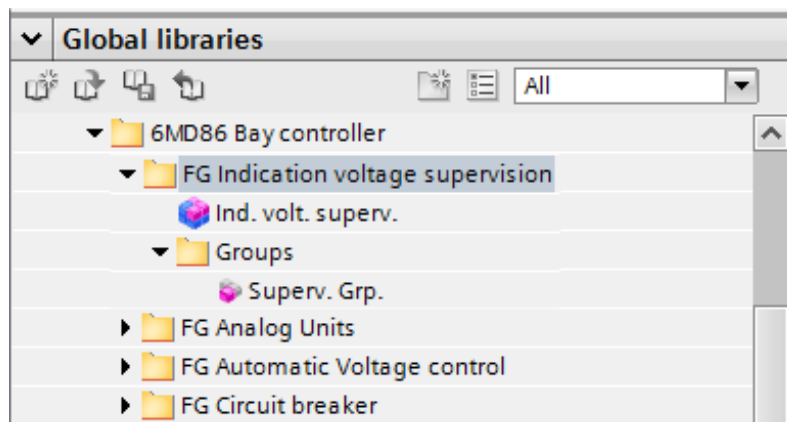 Global libraries
All
6MD86 Bay controller
FG Indication voltage supervision
Ind. volt. superv.
Groups
Superv. Grp.
FG Analog Units
FG Automatic Voltage control
FG Circuit breaker